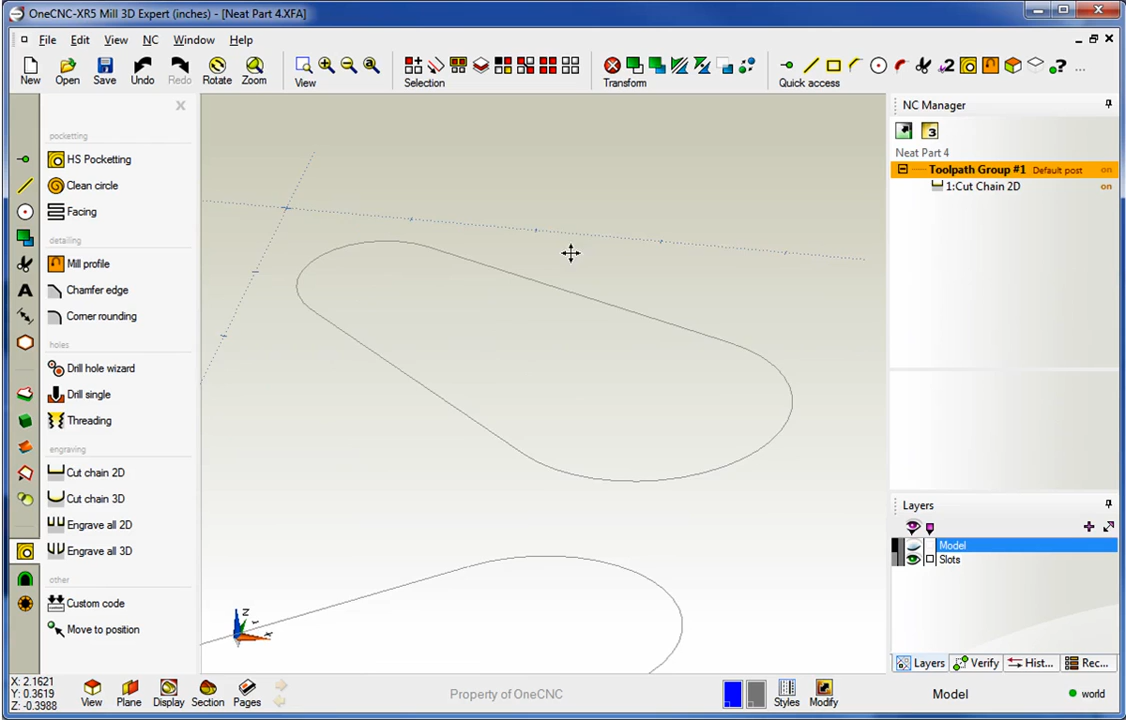 OneCNC-XR5 Mill 3D Expert (inches) - [Neat Part 4.XFA]
File Edit View NC Window Help
New Open Save Undo Redo Rotate Zoom View Selection Transform Quick access
pocketting
HS Pocketting
Clean circle
Facing
detailing
Mill profile
Chamfer edge
Corner rounding
holes
Drill hole wizard
Drill single
Threading
engraving
Cut chain 2D
Cut chain 3D
Engrave all 2D
Engrave all 3D
other
Custom code
Move to position
Z
Y
X
NC Manager
3
Neat Part 4
Toolpath Group #1 Default post on
1:Cut Chain 2D on
Layers
Model
Slots
Layers Verify Hist... Rec...
X: 2.1621
Y: 0.3619
Z: -0.3988
View Plane Display Section Pages
Property of OneCNC
Styles Modify
Model
world